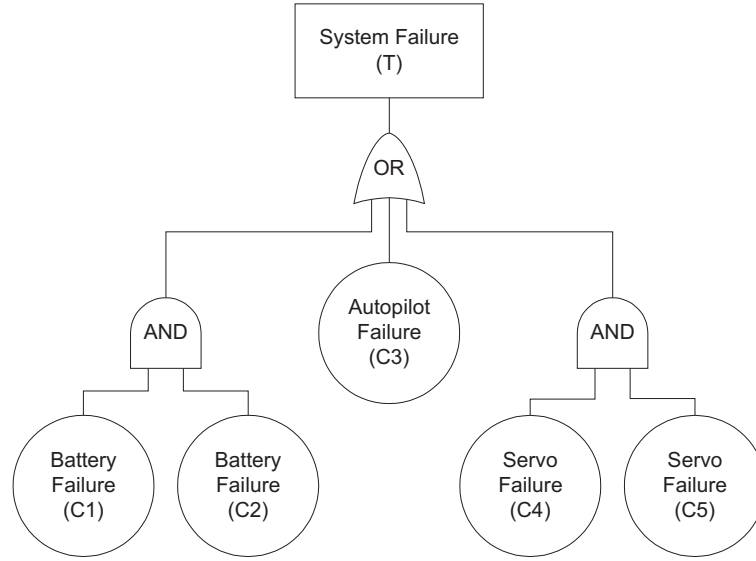 System Failure
(T)
OR
AND
Autopilot
Failure
(C3)
AND
Battery
Failure
(C1)
Battery
Failure
(C2)
Servo
Failure
(C4)
Servo
Failure
(C5)